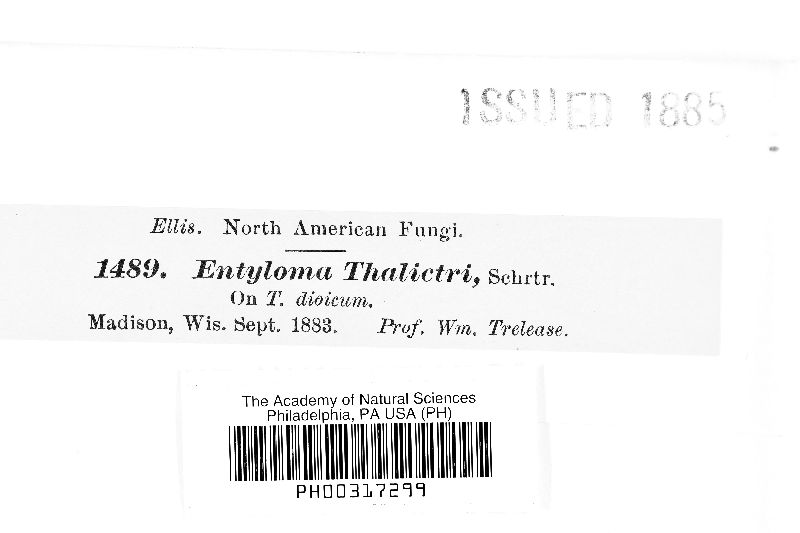 ISSUED 1885
Ellis. North American Fungi.
1489. Entyloma Thalictri, Schrtr.
On T. dioicum.
Madison, Wis. Sept. 1883. Prof. Wm. Trelease.
The Academy of Natural Sciences
Philadelphia, PA USA (PH)
PH00317299